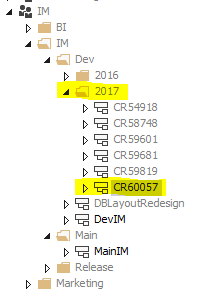 IM
BI
IM
Dev
2016
2017
CR54918
CR58748
CR59601
CR59681
CR59819
CR60057
DBLayoutRedesign
DevIM
Main
MainIM
Release
Marketing